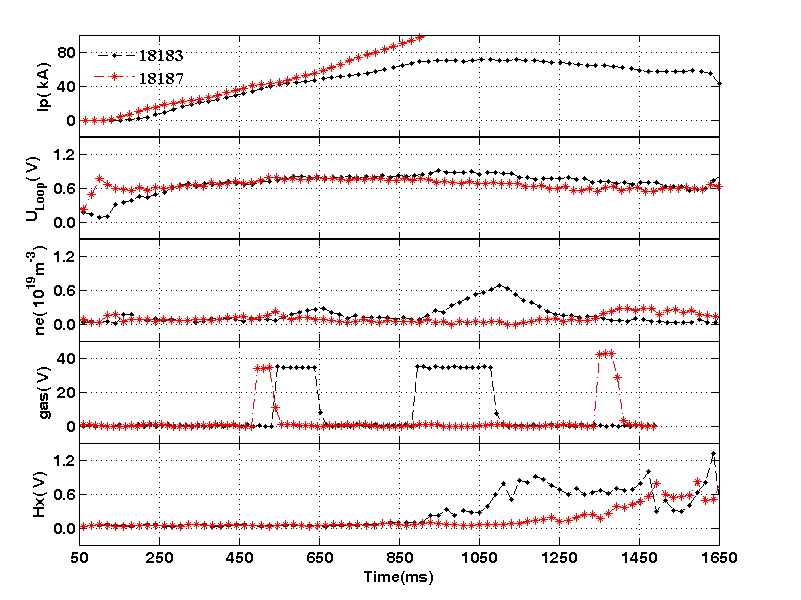 18183
18187
Ip( kA)
80
40
0
U_Loop( V)
1.2
0.6
0.0
ne( 10^19 m^-3)
1.2
0.6
0.0
gas( V)
40
20
0
Hx( V)
1.2
0.6
0.0
50 250 450 650 850 1050 1250 1450 1650
Time(ms)